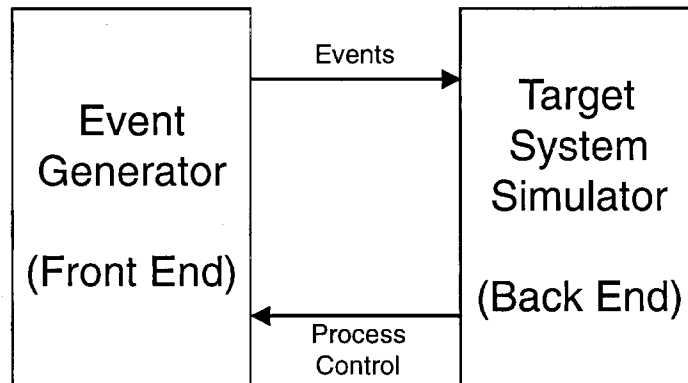 Event
Generator
(Front End)
Events
Process
Control
Target
System
Simulator
(Back End)